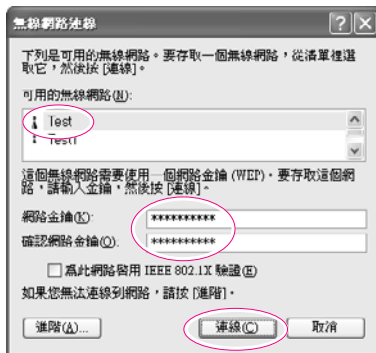 無線網路連線
下列是可用的無線網路。要存取一個無線網路，從清單裡選
取它，然後按 [連線]。
可用的無線網路(N):
Test
Test1
這個無線網路需要使用一個網路金鑰 (WEP)。要存取這個網
路，請輸入金鑰，然後按 [連線]。
網路金鑰(K): **********
確認網路金鑰(O): **********
為此網路啟用 IEEE 802.1X 驗證(E)
如果您無法連線到網路，請按 [進階]。
進階(A)... 連線(C) 取消